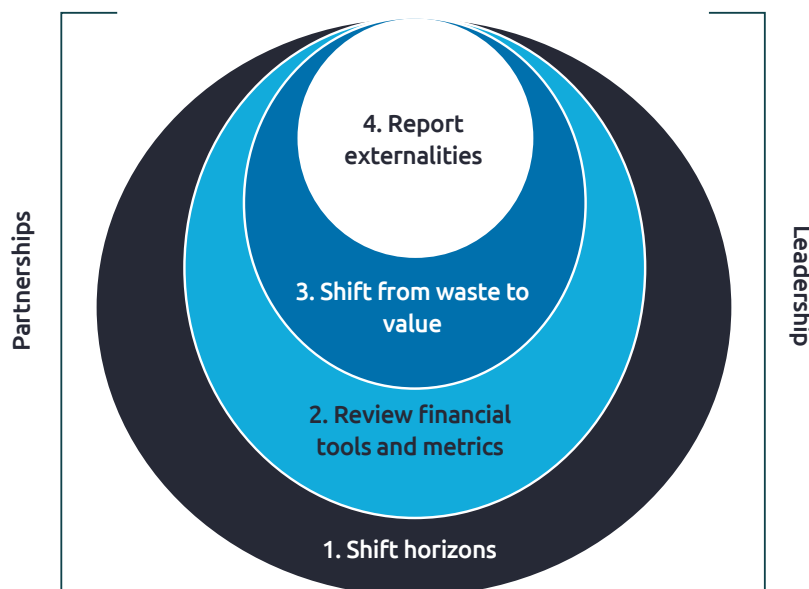 4. Report
externalities
3. Shift from waste to
value
2. Review financial
tools and metrics
1. Shift horizons
Partnerships
Leadership